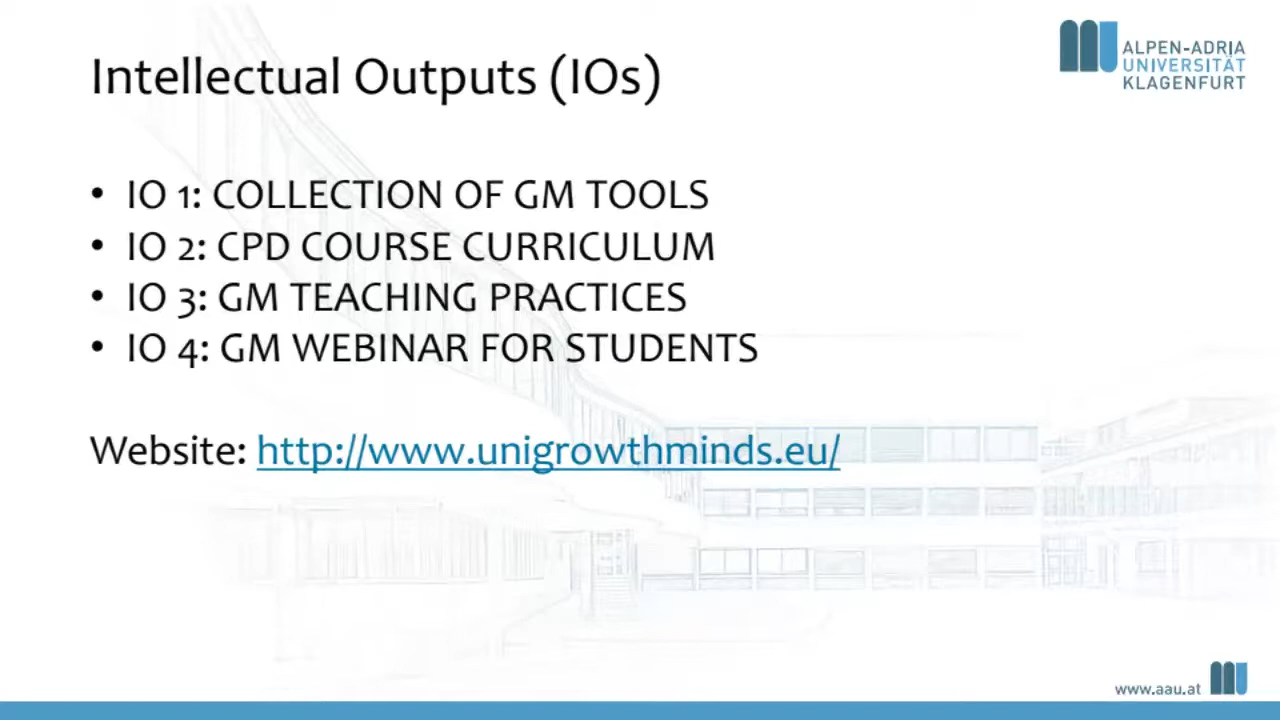 Intellectual Outputs (IOs)
ALPEN-ADRIA
UNIVERSITÄT
KLAGENFURT
• IO 1: COLLECTION OF GM TOOLS
• IO 2: CPD COURSE CURRICULUM
• IO 3: GM TEACHING PRACTICES
• IO 4: GM WEBINAR FOR STUDENTS
Website: http://www.unigrowthminds.eu/
www.aau.at